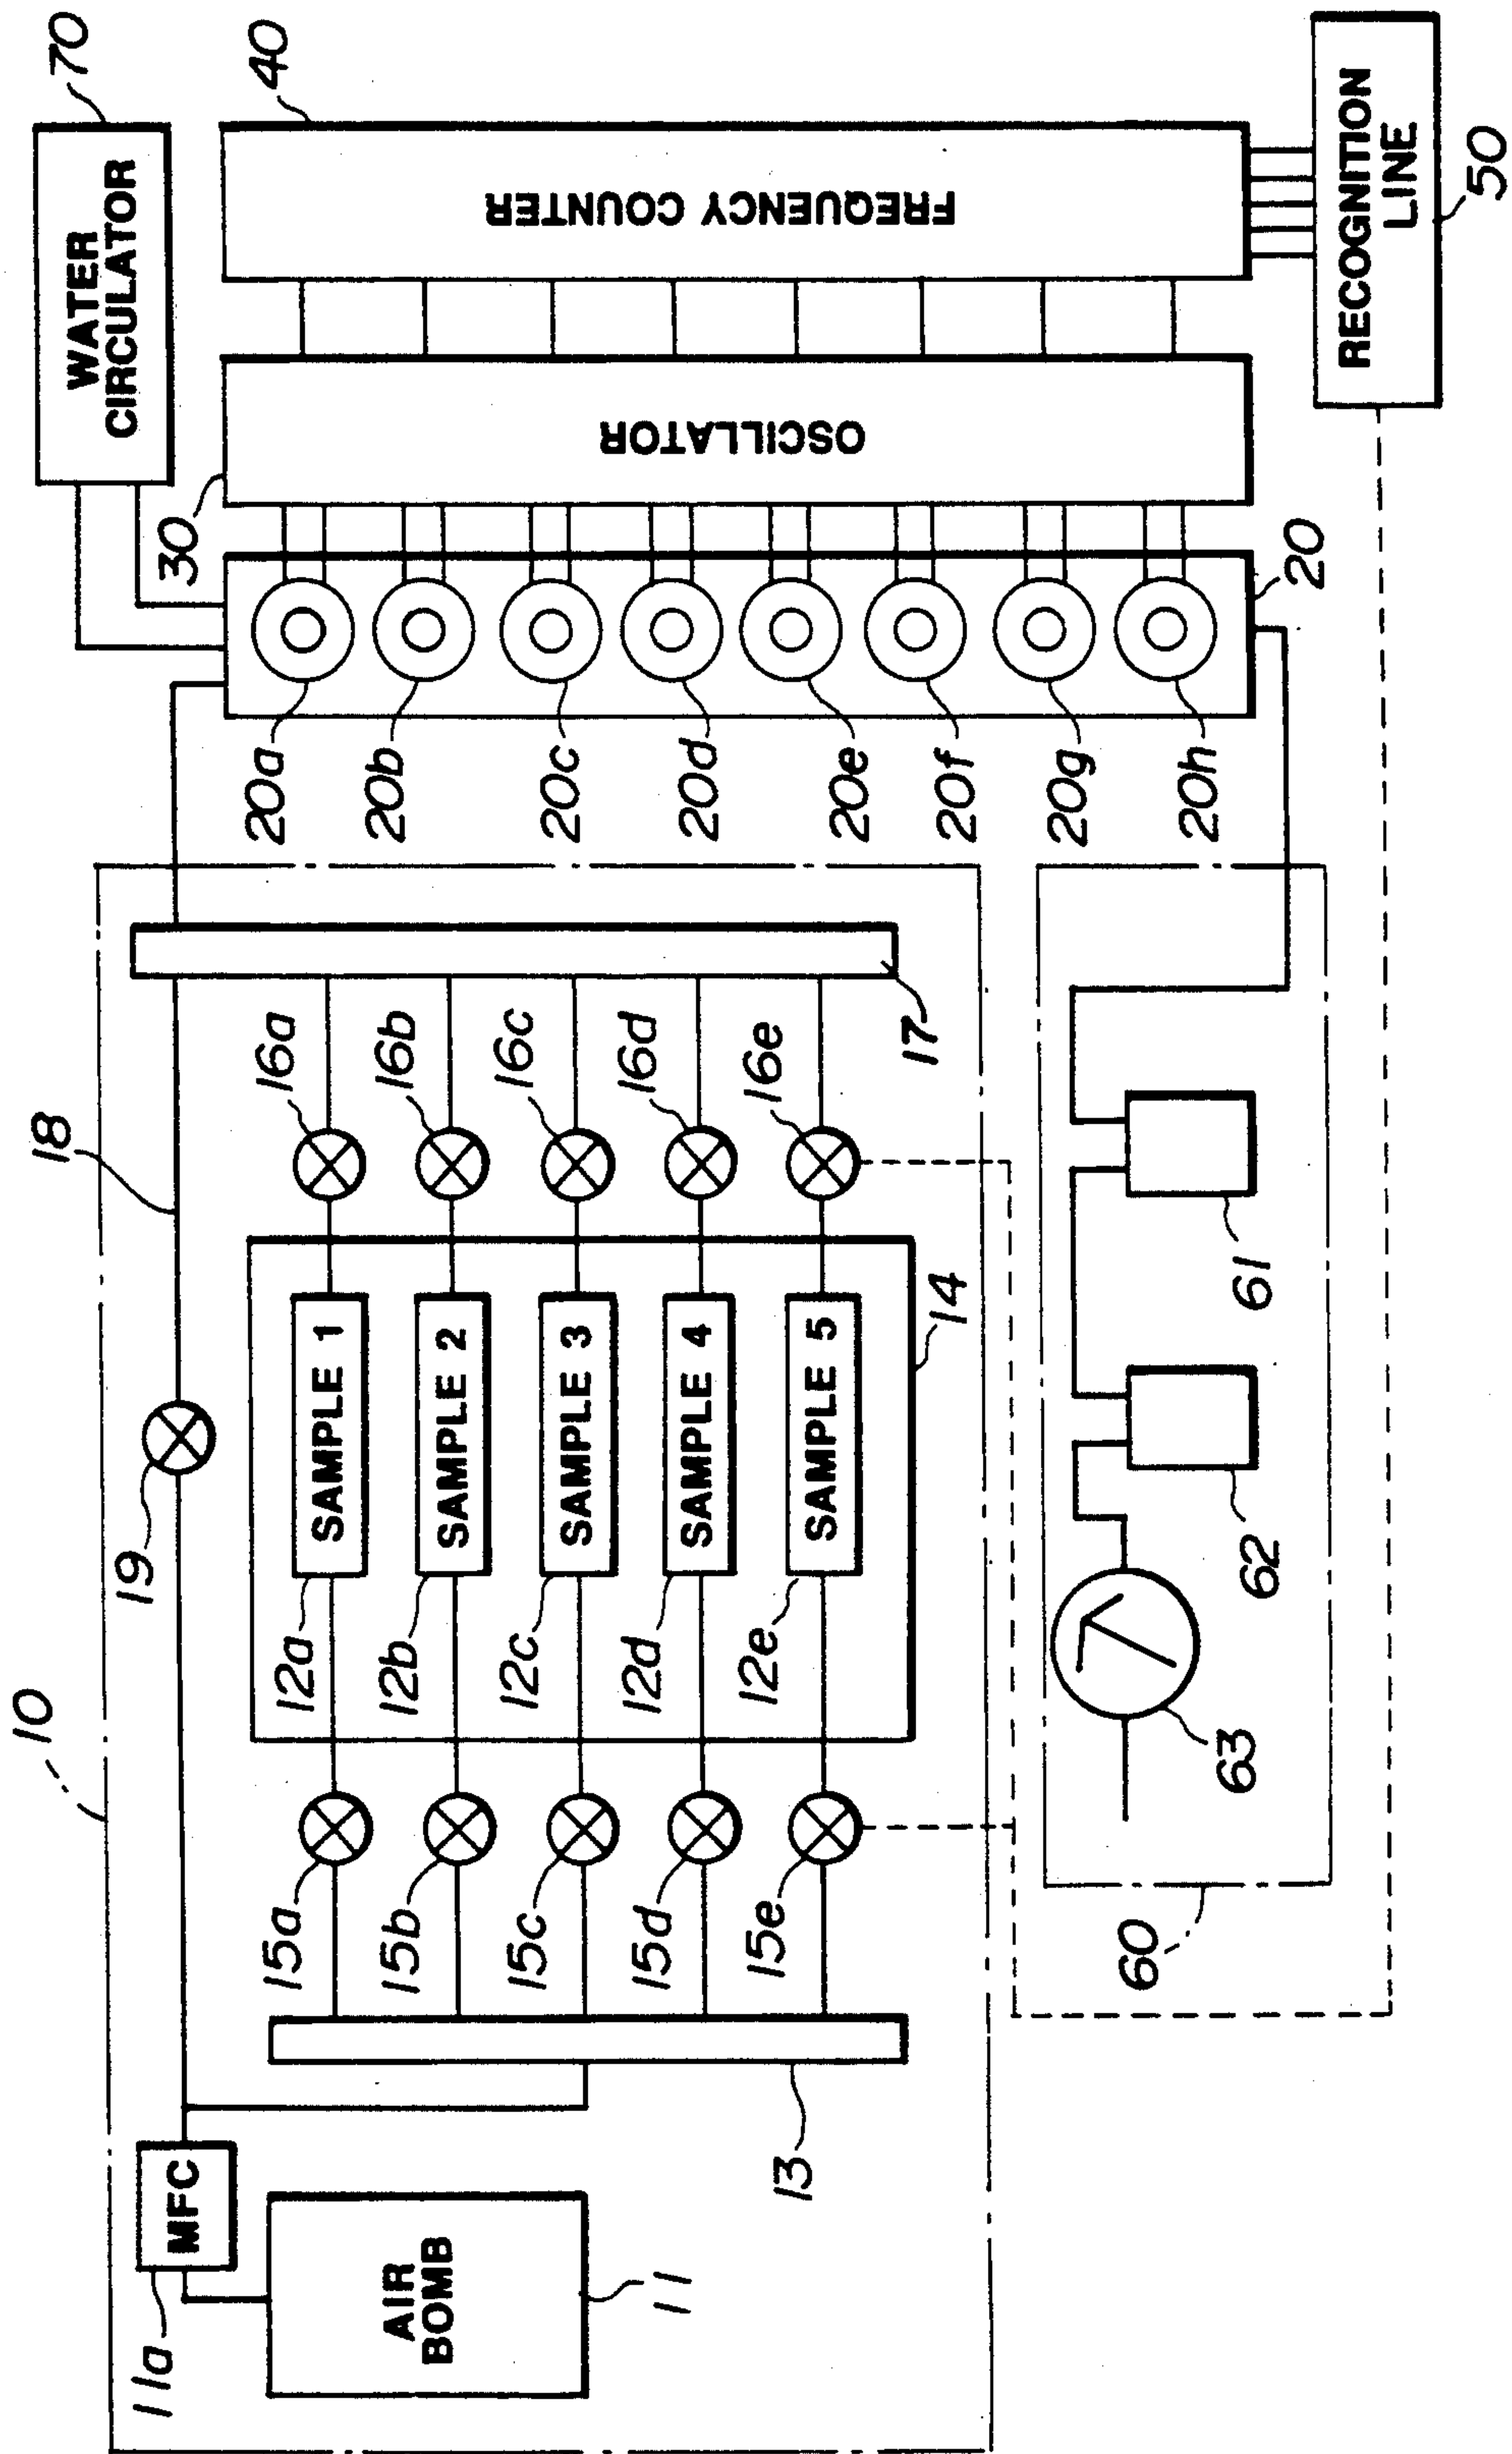 10
18
19
11a
MFC
AIR
BOMB
11
13
15a
15b
15c
15d
15e
12a
12b
12c
12d
12e
SAMPLE 1
SAMPLE 2
SAMPLE 3
SAMPLE 4
SAMPLE 5
14
16a
16b
16c
16d
16e
17
20a
20b
20c
20d
20e
20f
20g
20h
20
30
OSCILLATOR
FREQUENCY COUNTER
40
WATER
CIRCULATOR
70
RECOGNITION
LINE
50
60
61
62
63